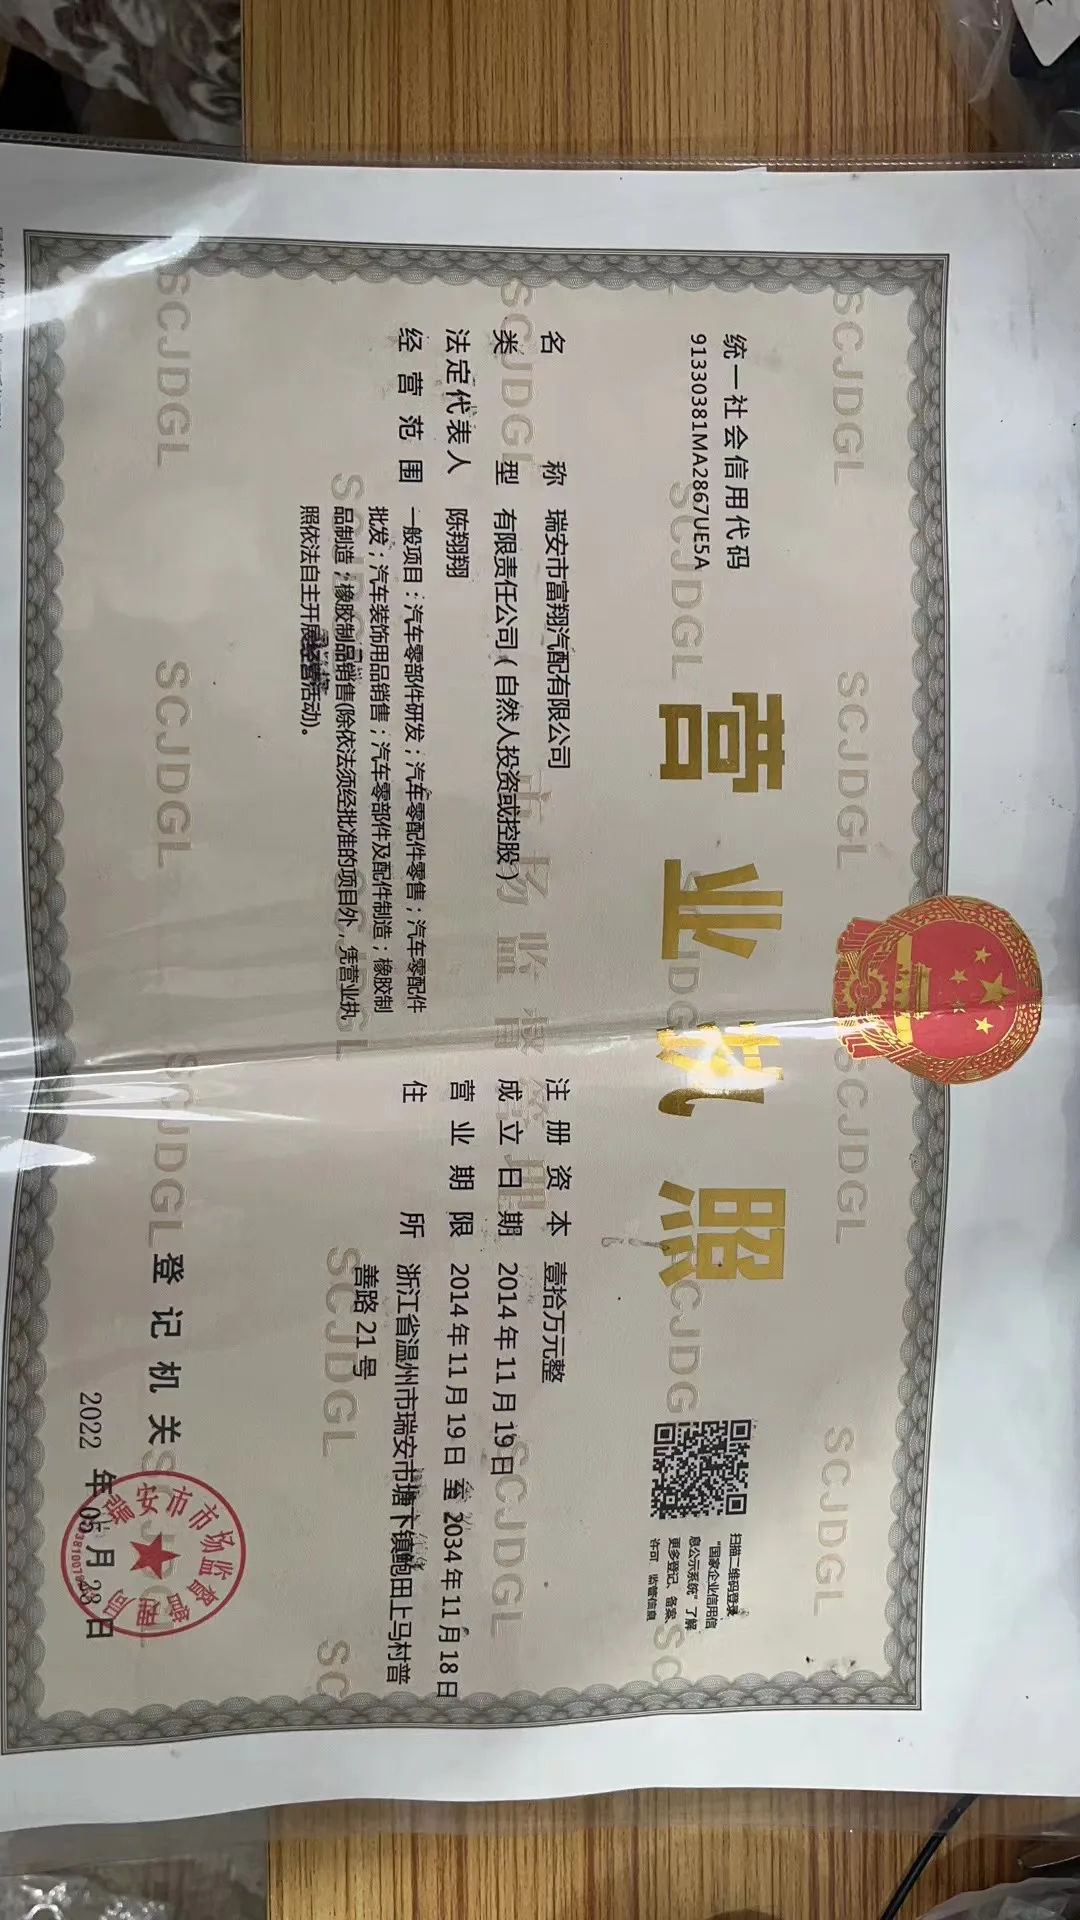 营业执照
统一社会信用代码
91330381MA2867UE5A
扫描二维码登录
“国家企业信用信
息公示系统”了解
更多登记、备案、
许可、监管信息
名称 瑞安市富翔汽配有限公司
类型 有限责任公司（自然人投资或控股）
法定代表人 陈翔翔
经营范围 一般项目：汽车零部件研发；汽车零配件零售；汽车零配件
批发；汽车装饰用品销售；汽车零部件及配件制造；橡胶制
品制造；橡胶制品销售(除依法须经批准的项目外，凭营业执
照依法自主开展经营活动)。
注册资本 壹拾万元整
成立日期 2014年11月19日
营业期限 2014年11月19日至2034年11月18日
住所 浙江省温州市瑞安市塘下镇鲍田上马村普
善路21号
登记机关
瑞安市市场监督管理局
2022年05月23日
SCJDGL
市场监督管理